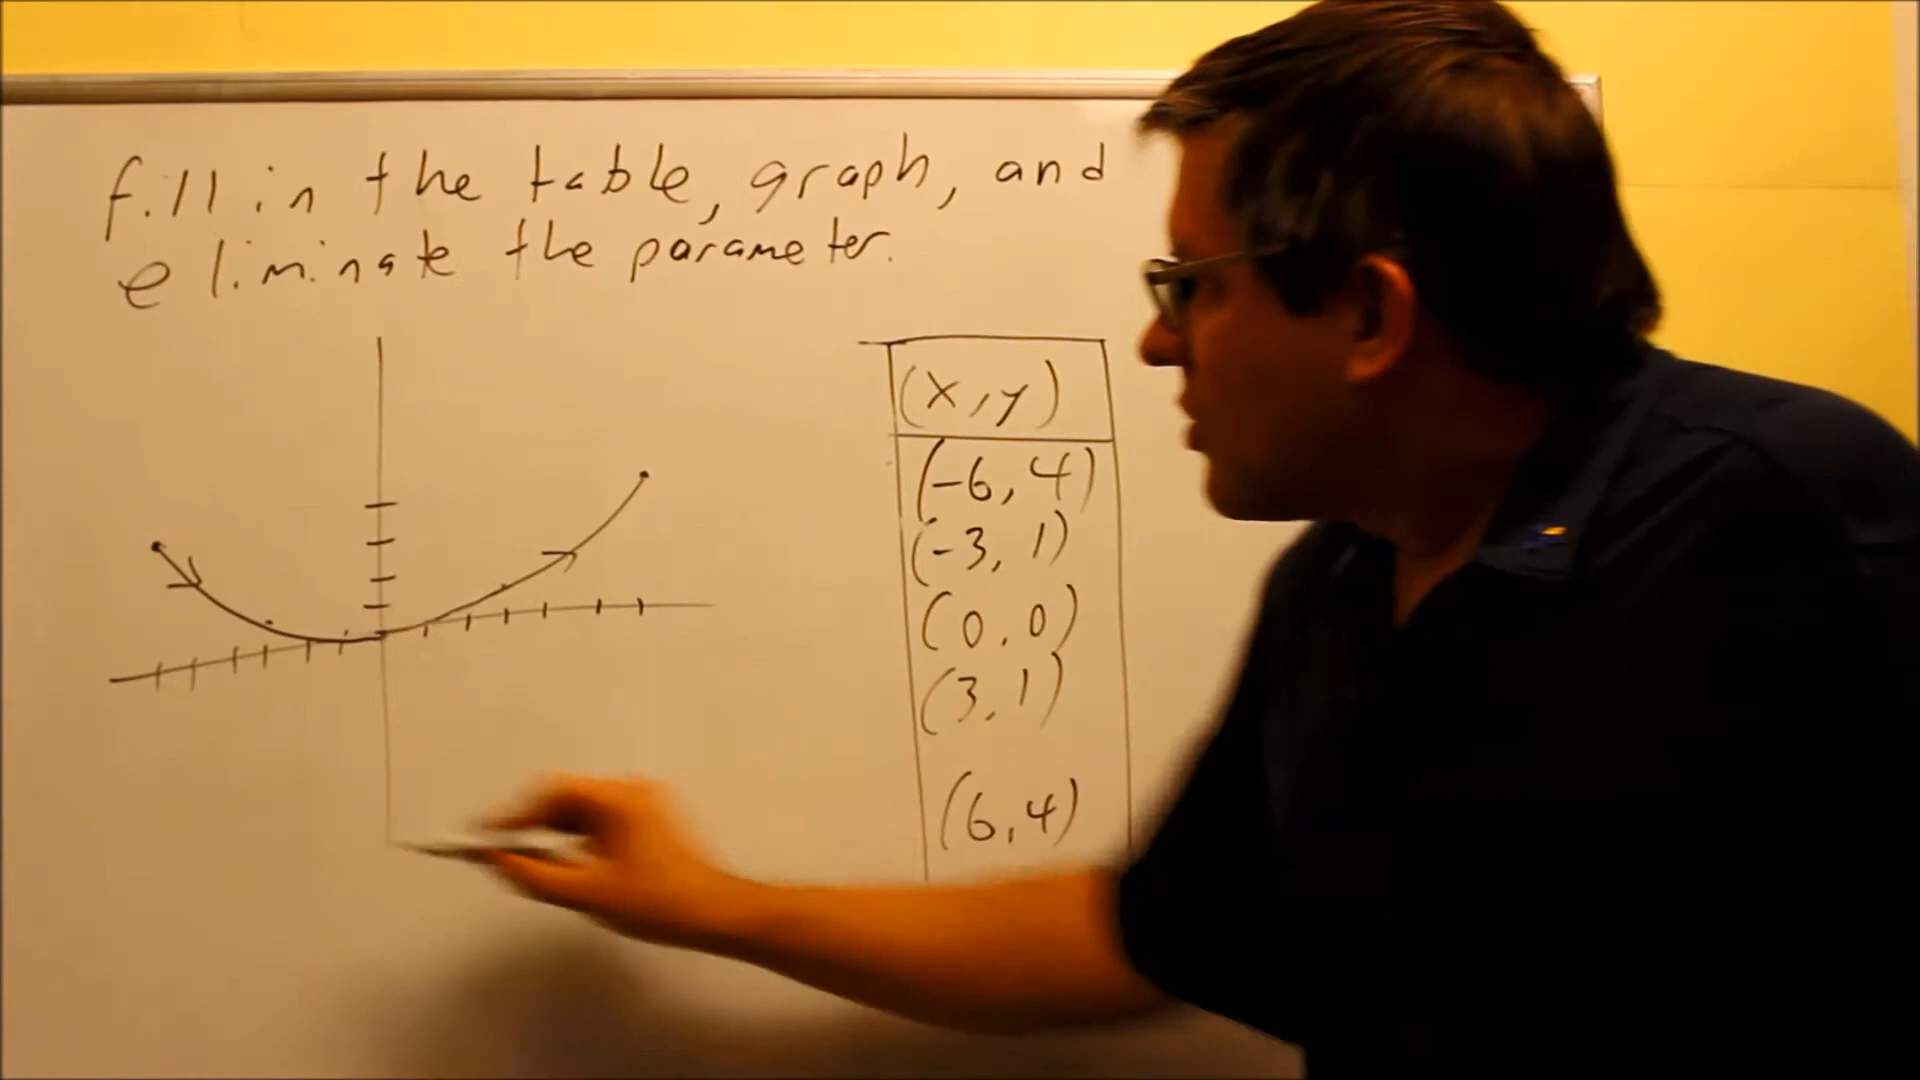 fill in the table, graph, and
eliminate the parameter.
(x,y)
(-6,4)
(-3,1)
(0,0)
(3,1)
(6,4)